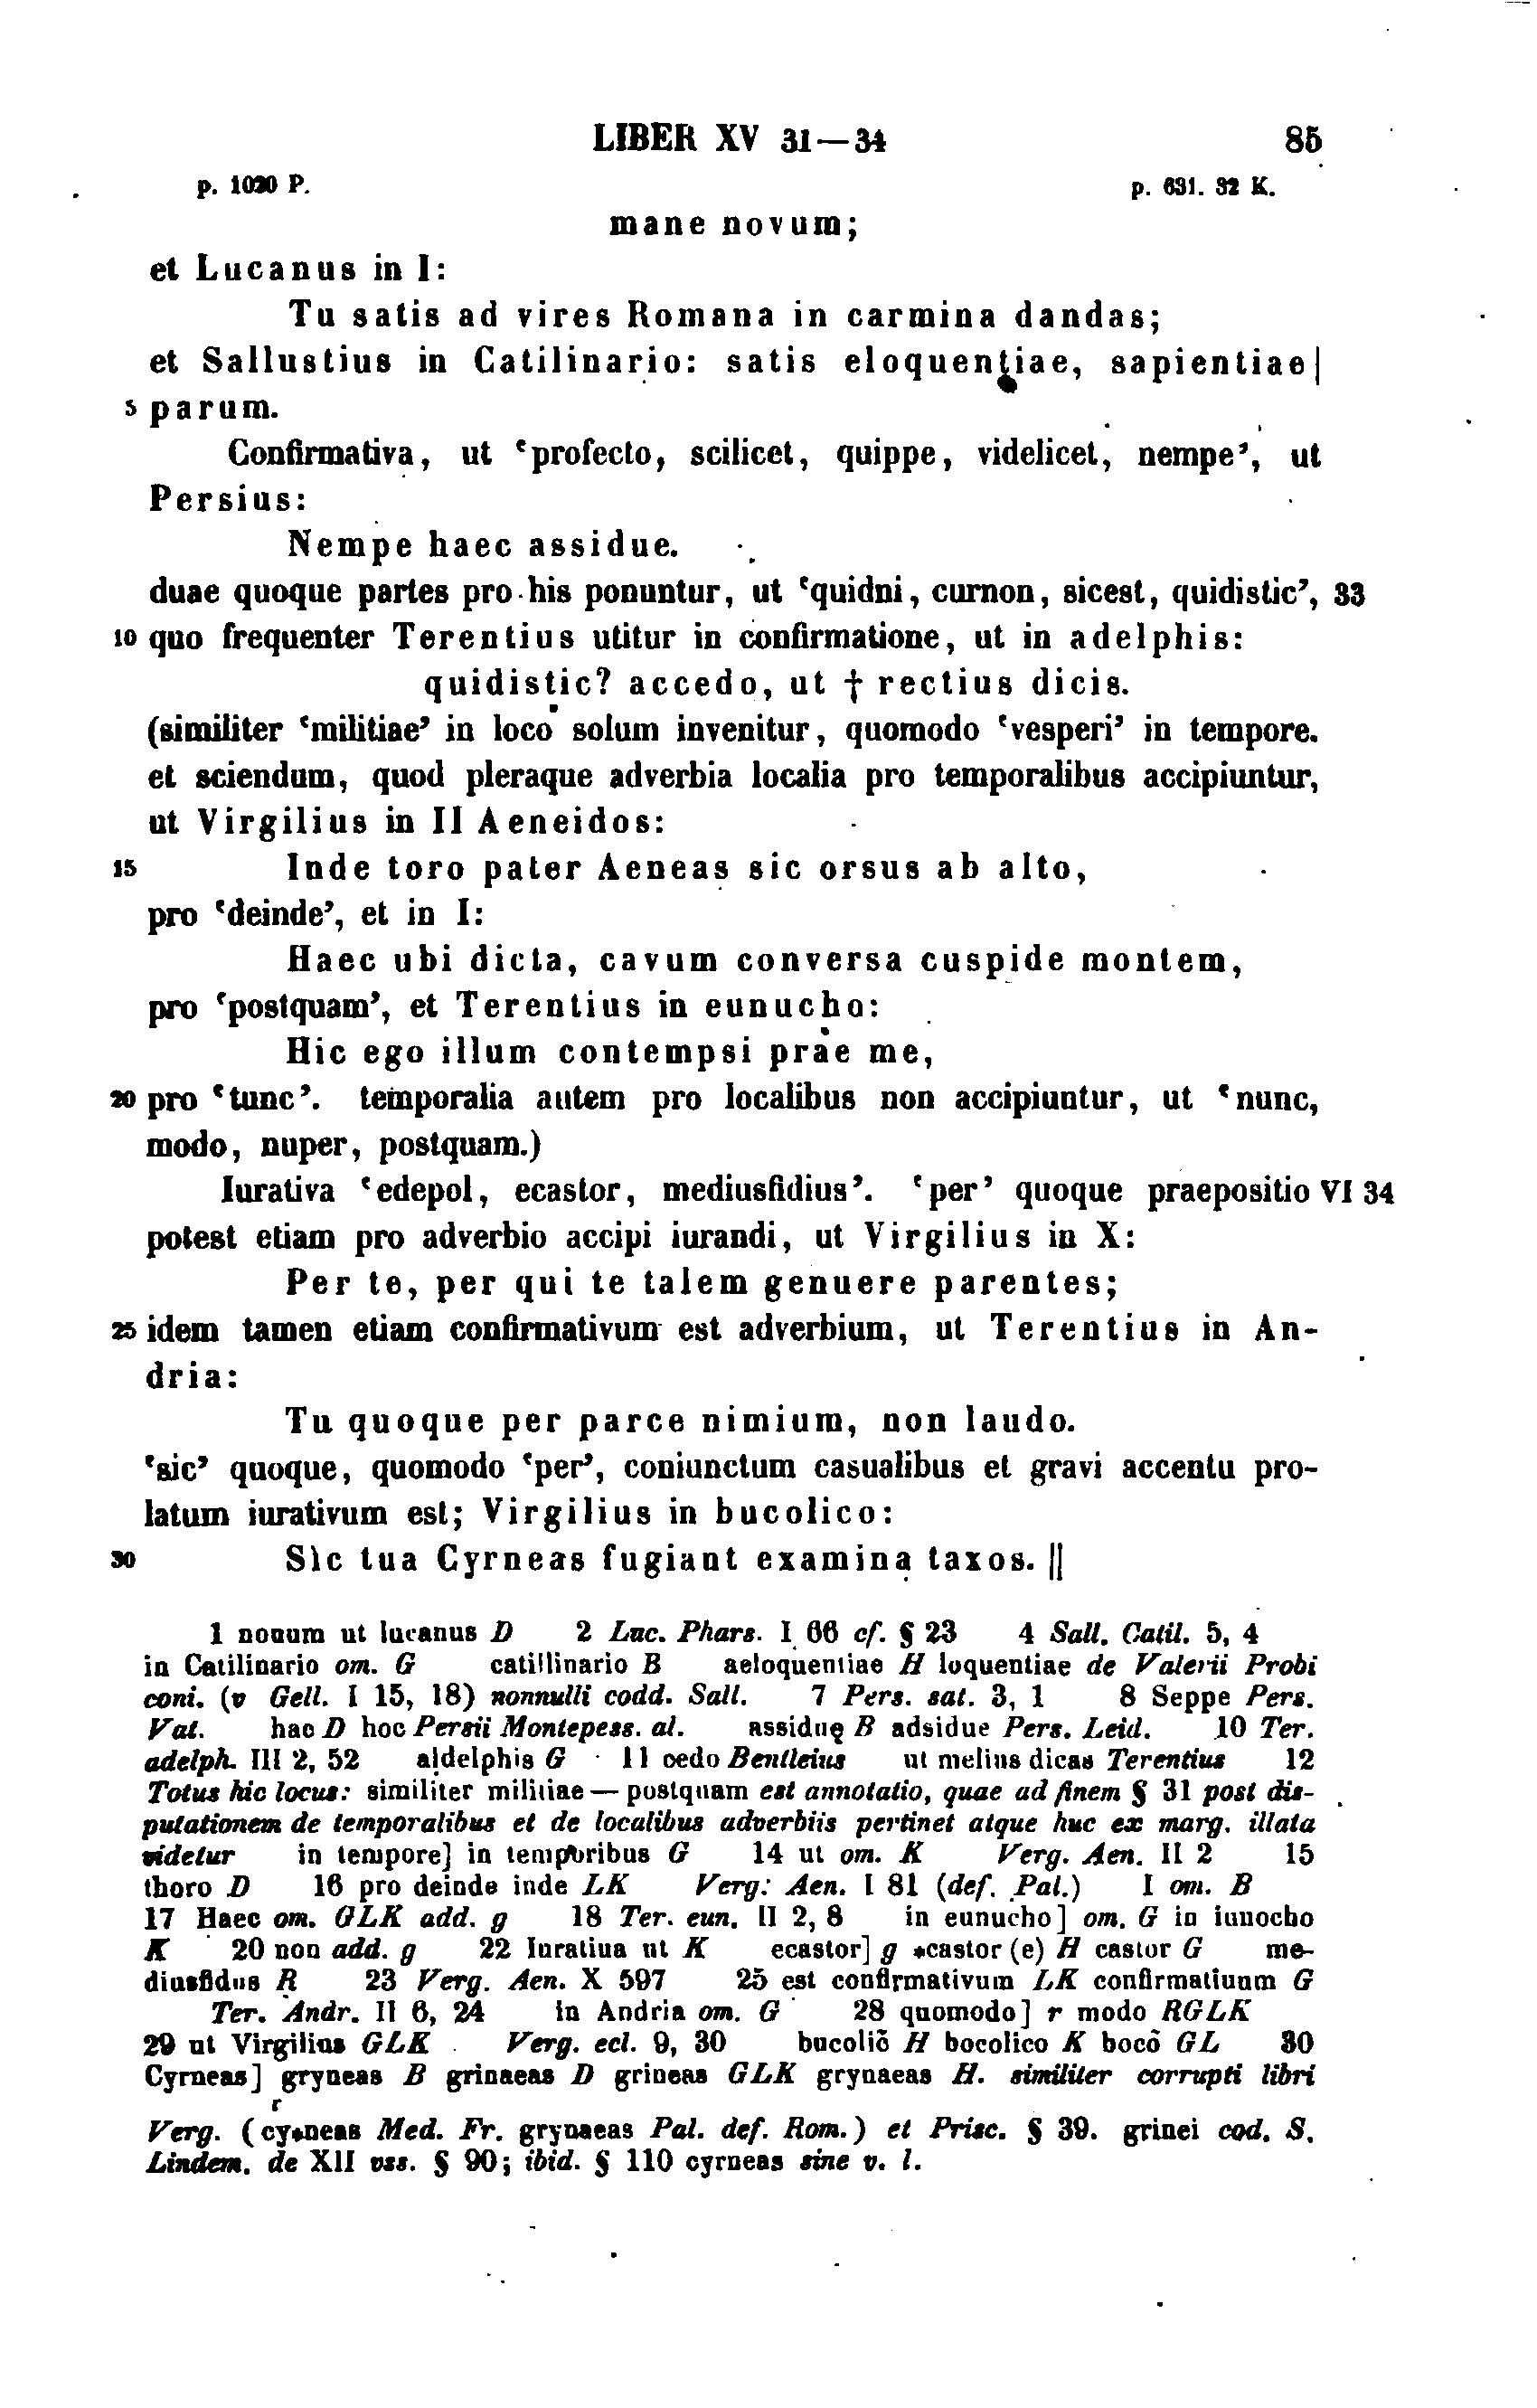 LIBER XV 31—34 85
p. 1020 P. p. 631. 32 K.
mane novum;
et Lucanus in I:
Tu satis ad vires Romana in carmina dandas;
et Sallustius in Catilinario: satis eloquentiae, sapientiae|
5 parum.
Confirmativa, ut ‘profecto, scilicet, quippe, videlicet, nempe’, ut
Persius:
Nempe haec assidue.
duae quoque partes pro his ponuntur, ut ‘quidni, curnon, sicest, quidistic’, 33
10 quo frequenter Terentius utitur in confirmatione, ut in adelphis:
quidistic? accedo, ut † rectius dicis.
(similiter ‘militiae’ in loco solum invenitur, quomodo ‘vesperi’ in tempore.
et sciendum, quod pleraque adverbia localia pro temporalibus accipiuntur,
ut Virgilius in II Aeneidos:
15 Inde toro pater Aeneas sic orsus ab alto,
pro ‘deinde’, et in I:
Haec ubi dicta, cavum conversa cuspide montem,
pro ‘postquam’, et Terentius in eunucho:
Hic ego illum contempsi prae me,
20 pro ‘tunc’. temporalia autem pro localibus non accipiuntur, ut ‘nunc,
modo, nuper, postquam.)
Iurativa ‘edepol, ecastor, mediusfidius’. ‘per’ quoque praepositio VI 34
potest etiam pro adverbio accipi iurandi, ut Virgilius in X:
Per te, per qui te talem genuere parentes;
25 idem tamen etiam confirmativum est adverbium, ut Terentius in An-
dria:
Tu quoque per parce nimium, non laudo.
‘sic’ quoque, quomodo ‘per’, coniunctum casualibus et gravi accentu pro-
latum iurativum est; Virgilius in bucolico:
30 Sìc tua Cyrneas fugiant examina taxos. ||
1 nouum ut lucanus D 2 Luc. Phars. I 66 cf. § 23 4 Sall. Catil. 5, 4
in Catilinario om. G catillinario B aeloquentiae H loquentiae de Valerii Probi
coni. (v Gell. I 15, 18) nonnulli codd. Sall. 7 Pers. sat. 3, 1 8 Seppe Pers.
Vat. hac D hoc Persii Montepess. al. assiduę B adsidue Pers. Leid. 10 Ter.
adelph. III 2, 52 aldelphis G 11 cedo Bentleius ut melius dicas Terentius 12
Totus hic locus: similiter militiae — postquam est annotatio, quae ad finem § 31 post dis-
putationem de temporalibus et de localibus adverbiis pertinet atque huc ex marg. illata
videtur in tempore] in temporibus G 14 ut om. K Verg. Aen. II 2 15
thoro D 16 pro deinde inde LK Verg. Aen. I 81 (def. Pal.) I om. B
17 Haec om. GLK add. g 18 Ter. eun. II 2, 8 in eunucho] om. G in iunocho
K 20 non add. g 22 Iuratiua ut K ecastor] g *castor (e) H castor G me-
diusfidus R 23 Verg. Aen. X 597 25 est confirmativum LK confirmatiuum G
Ter. Andr. II 6, 24 in Andria om. G 28 quomodo] r modo RGLK
29 ut Virgilius GLK Verg. ecl. 9, 30 bucoliō H bocolico K bocō GL 30
Cyrneas] gryneas B grinaeas D grineas GLK grynaeas H. similiter corrupti libri
r
Verg. (cy*neas Med. Fr. grynaeas Pal. def. Rom.) et Prisc. § 39. grinei cod. S.
Lindem. de XII vss. § 90; ibid. § 110 cyrneas sine v. l.